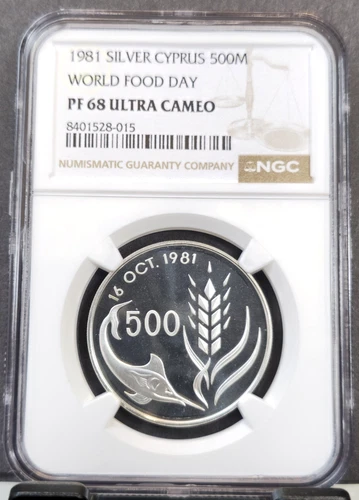 1981 SILVER CYPRUS 500M
WORLD FOOD DAY
PF 68 ULTRA CAMEO
8401528-015
NUMISMATIC GUARANTY COMPANY
NGC
16 OCT. 1981
500